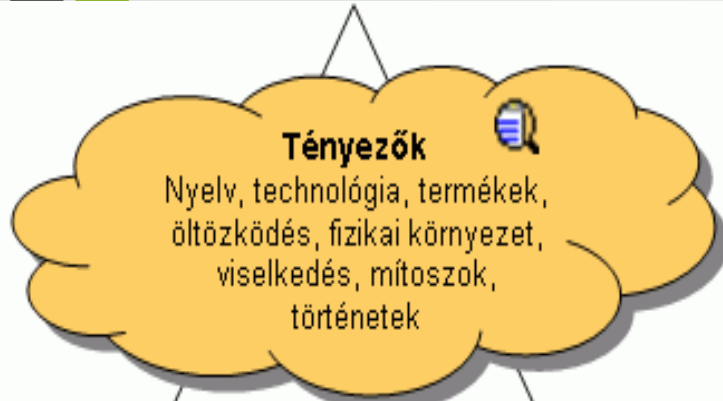 Tényezők
Nyelv, technológia, termékek,
öltözködés, fizikai környezet,
viselkedés, mítoszok,
történetek